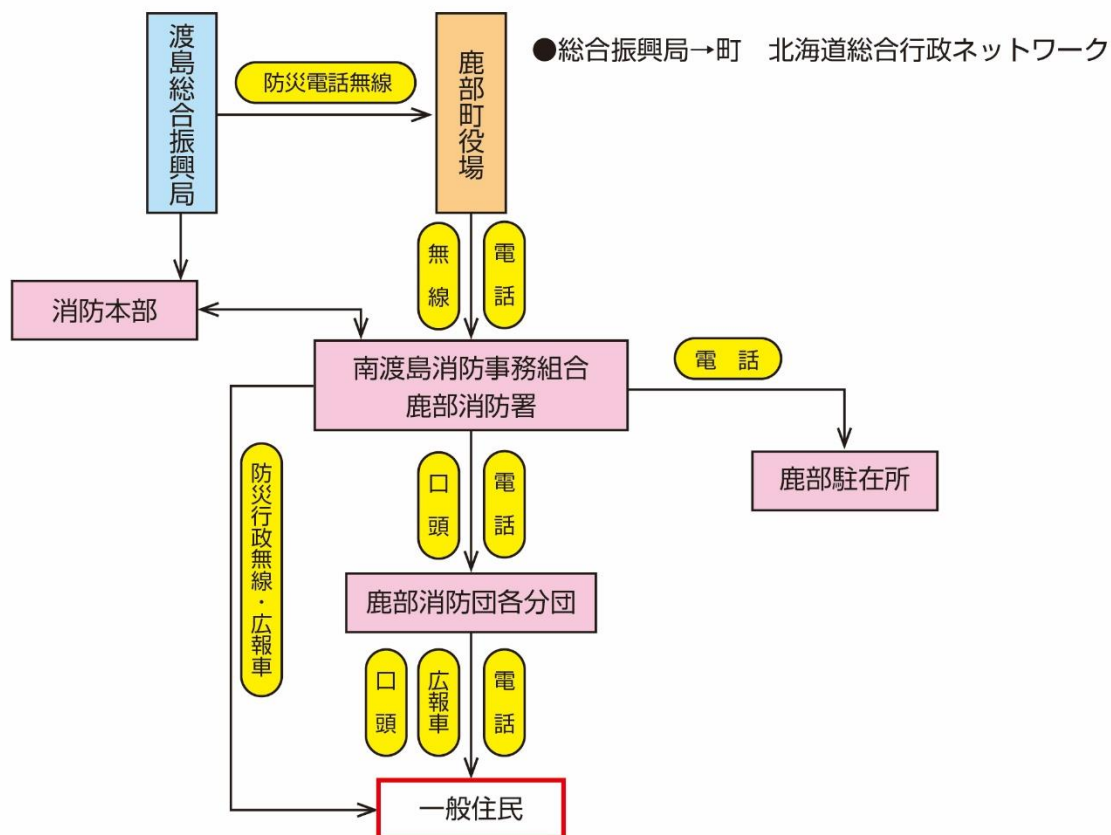 渡島総合振興局
防災電話無線
鹿部町役場
●総合振興局→町　北海道総合行政ネットワーク
無線
電話
消防本部
南渡島消防事務組合
鹿部消防署
電　話
鹿部駐在所
防災行政無線・広報車
口頭
電話
鹿部消防団各分団
口頭
広報車
電話
一般住民